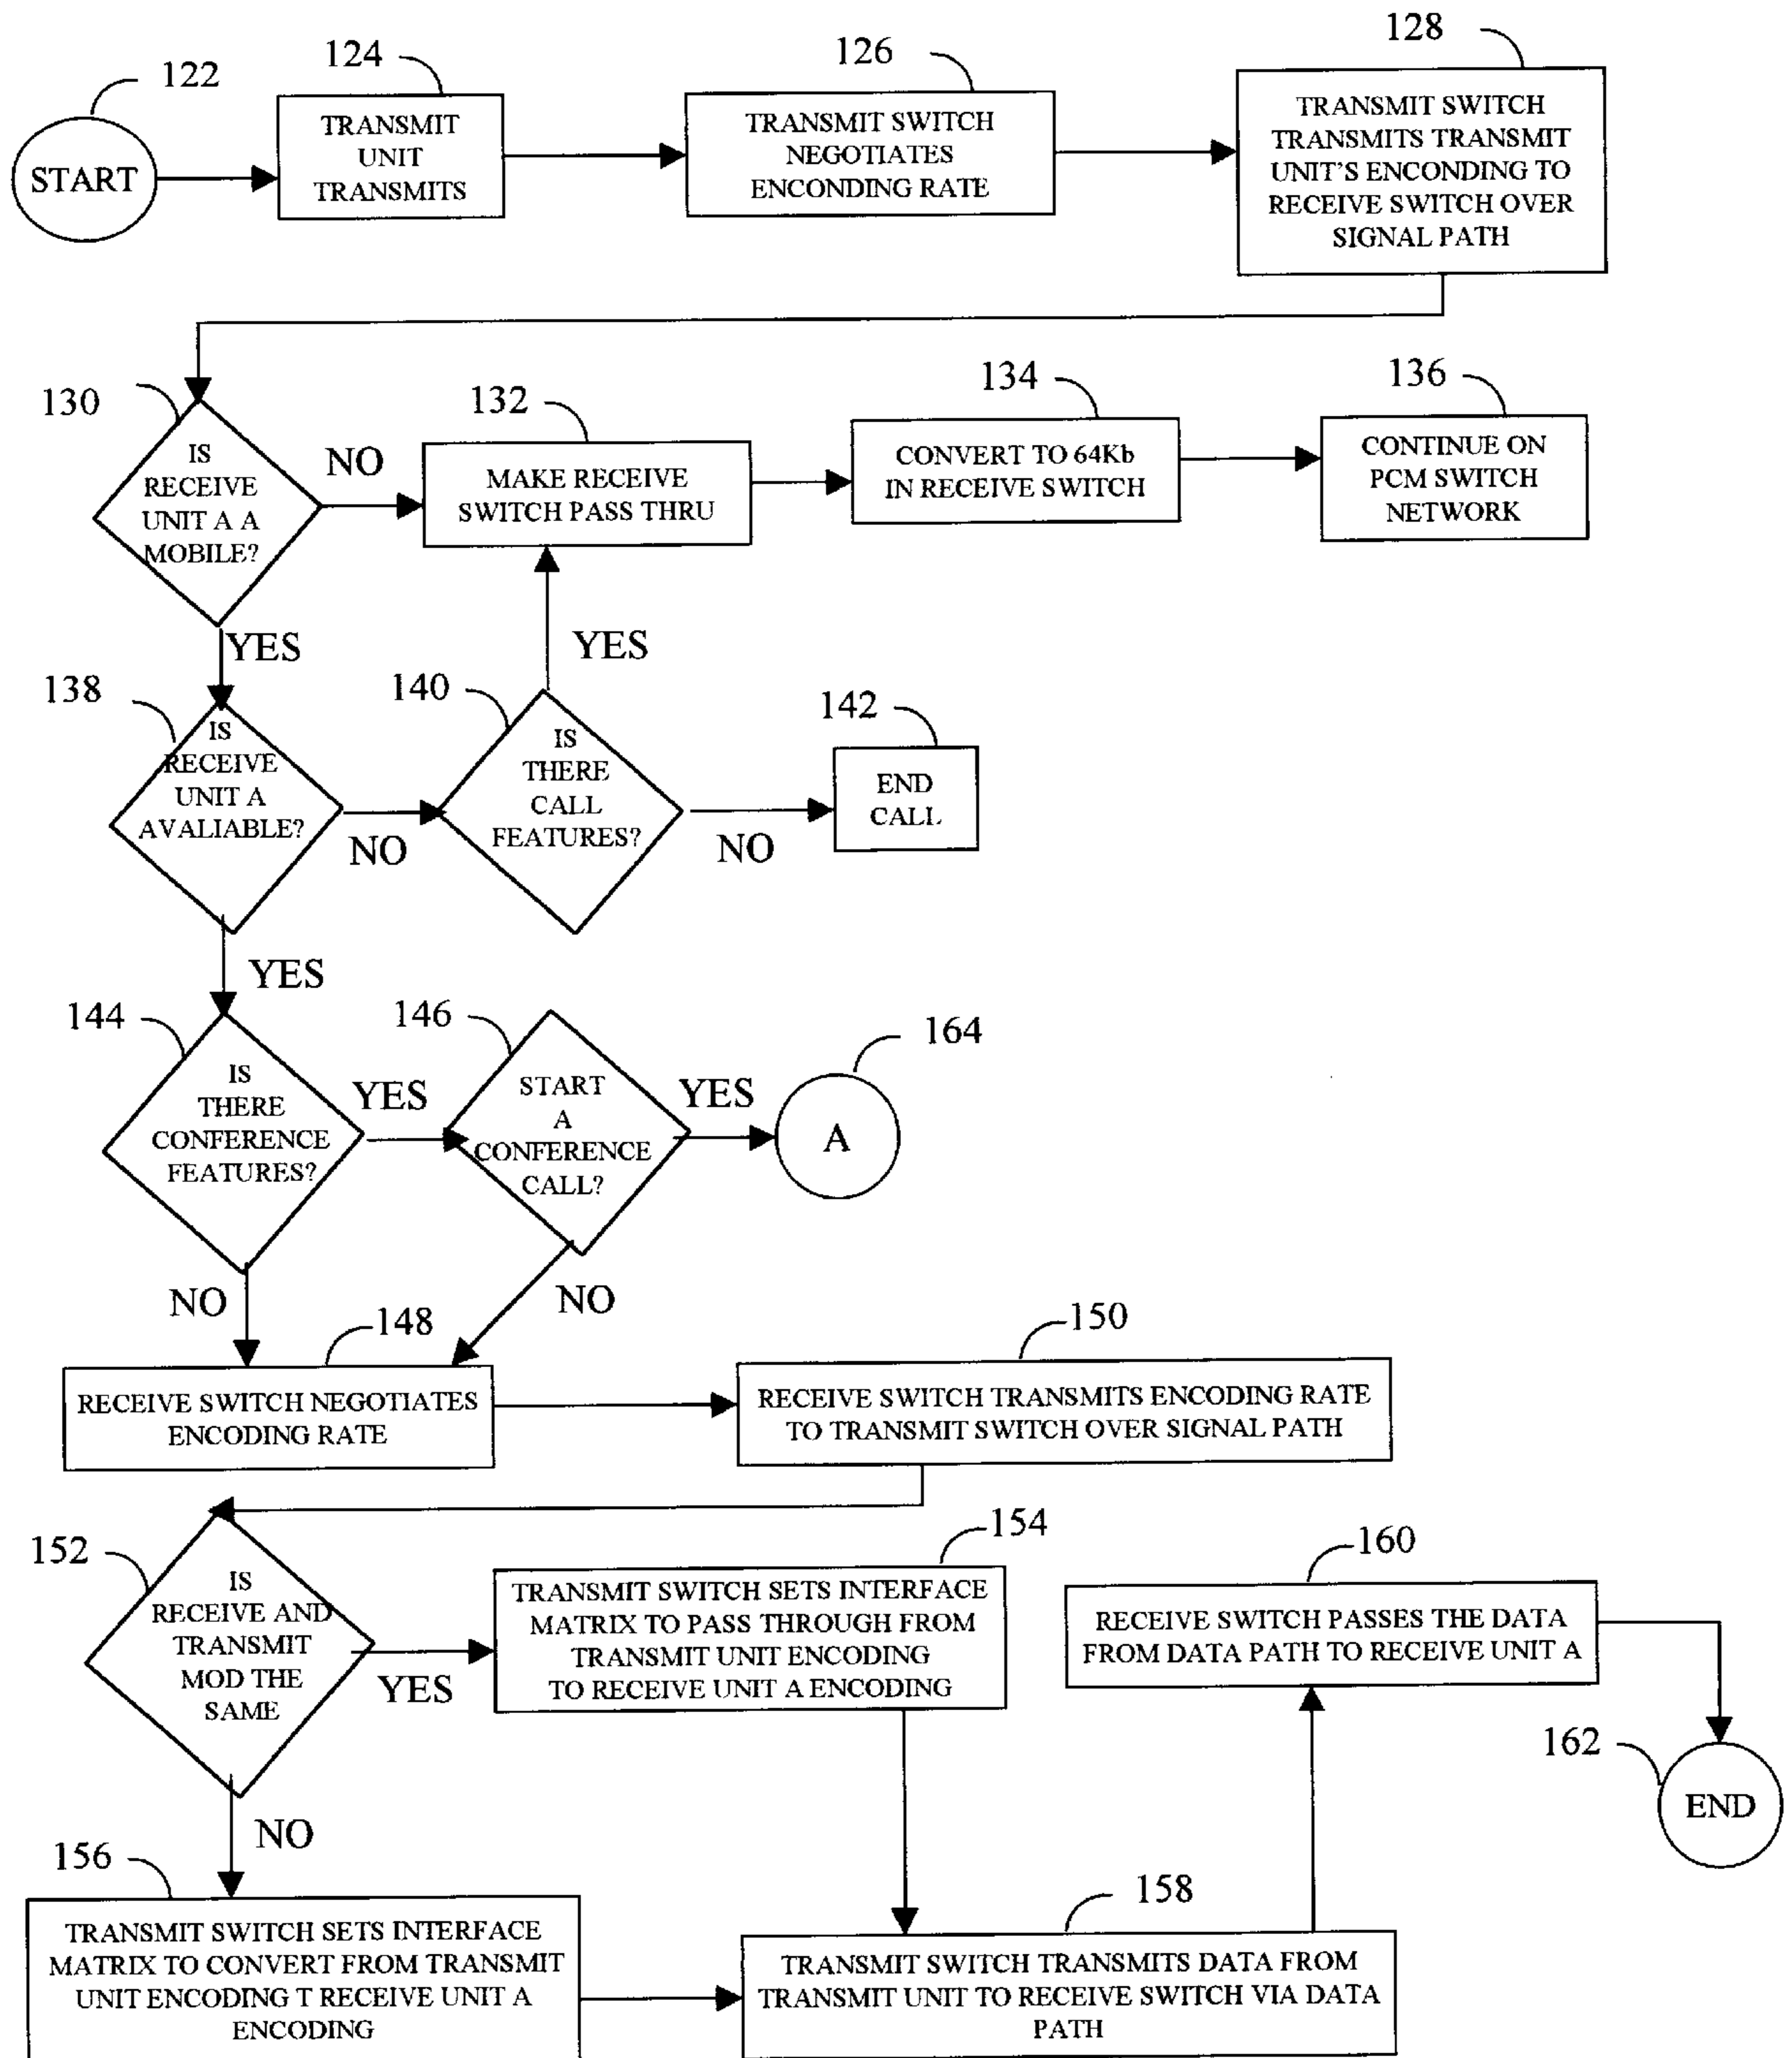 122
START
124
TRANSMIT
UNIT
TRANSMITS
126
TRANSMIT SWITCH
NEGOTIATES
ENCONDING RATE
128
TRANSMIT SWITCH
TRANSMITS TRANSMIT
UNIT'S ENCONDING TO
RECEIVE SWITCH OVER
SIGNAL PATH
130
IS
RECEIVE
UNIT A A
MOBILE?
NO
YES
132
MAKE RECEIVE
SWITCH PASS THRU
134
CONVERT TO 64Kb
IN RECEIVE SWITCH
136
CONTINUE ON
PCM SWITCH
NETWORK
138
IS
RECEIVE
UNIT A
AVALIABLE?
NO
YES
140
IS
THERE
CALL
FEATURES?
YES
NO
142
END
CALL
144
IS
THERE
CONFERENCE
FEATURES?
YES
NO
146
START
A
CONFERENCE
CALL?
YES
NO
164
A
148
RECEIVE SWITCH NEGOTIATES
ENCODING RATE
150
RECEIVE SWITCH TRANSMITS ENCODING RATE
TO TRANSMIT SWITCH OVER SIGNAL PATH
152
IS
RECEIVE AND
TRANSMIT
MOD THE
SAME
YES
NO
154
TRANSMIT SWITCH SETS INTERFACE
MATRIX TO PASS THROUGH FROM
TRANSMIT UNIT ENCODING
TO RECEIVE UNIT A ENCODING
160
RECEIVE SWITCH PASSES THE DATA
FROM DATA PATH TO RECEIVE UNIT A
162
END
156
TRANSMIT SWITCH SETS INTERFACE
MATRIX TO CONVERT FROM TRANSMIT
UNIT ENCODING T RECEIVE UNIT A
ENCODING
158
TRANSMIT SWITCH TRANSMITS DATA FROM
TRANSMIT UNIT TO RECEIVE SWITCH VIA DATA
PATH